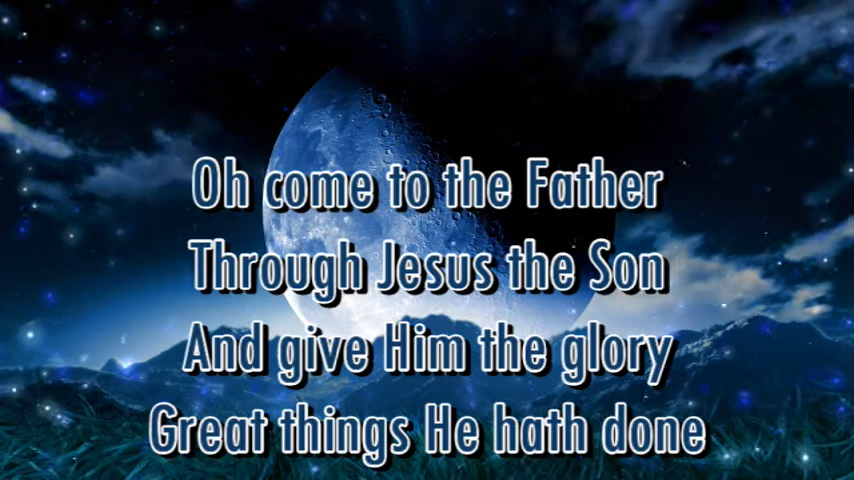 Oh come to the Father
Through Jesus the Son
And give Him the glory
Great things He hath done